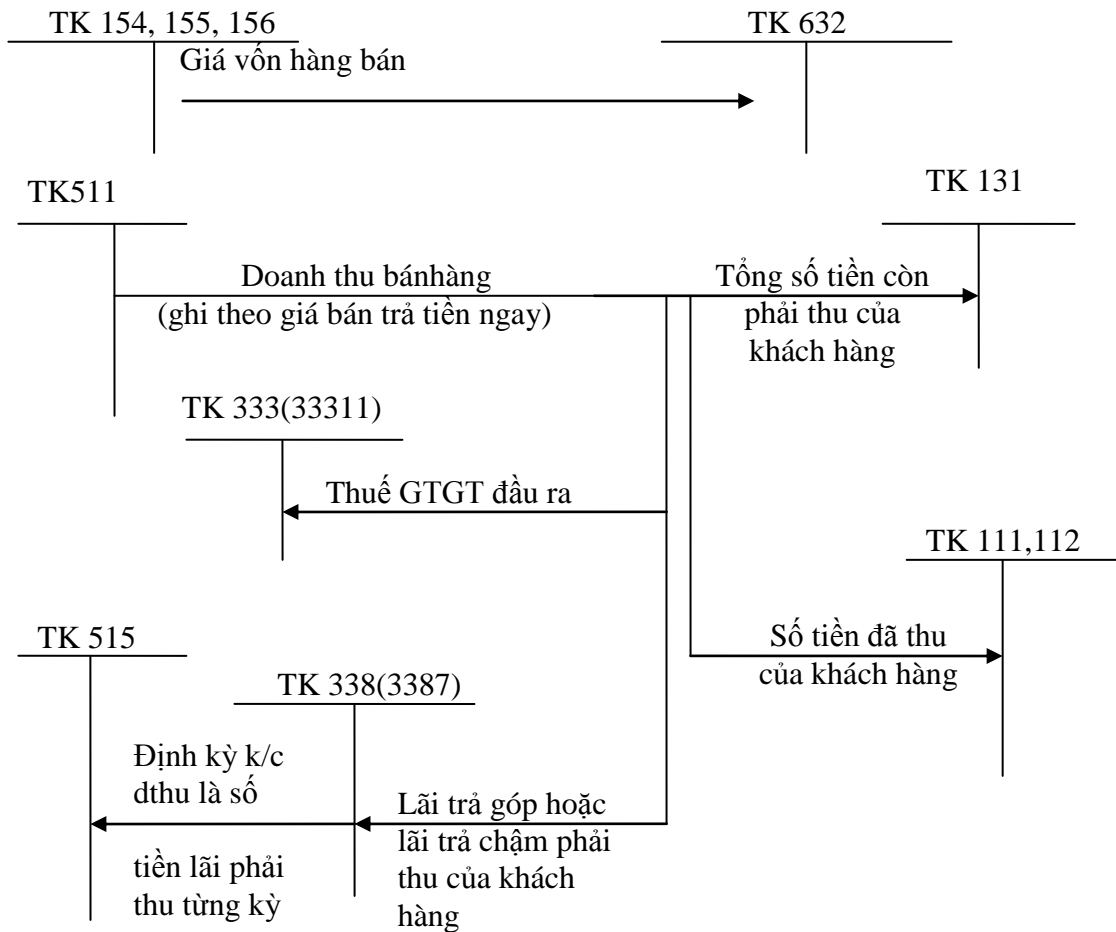 TK 154, 155, 156
TK 632
Giá vốn hàng bán
TK511
TK 131
Doanh thu bánhàng
(ghi theo giá bán trả tiền ngay)
Tổng số tiền còn
phải thu của
khách hàng
TK 333(33311)
Thuế GTGT đầu ra
TK 111,112
Số tiền đã thu
của khách hàng
TK 515
TK 338(3387)
Định kỳ k/c
dthu là số
tiền lãi phải
thu từng kỳ
Lãi trả góp hoặc
lãi trả chậm phải
thu của khách
hàng